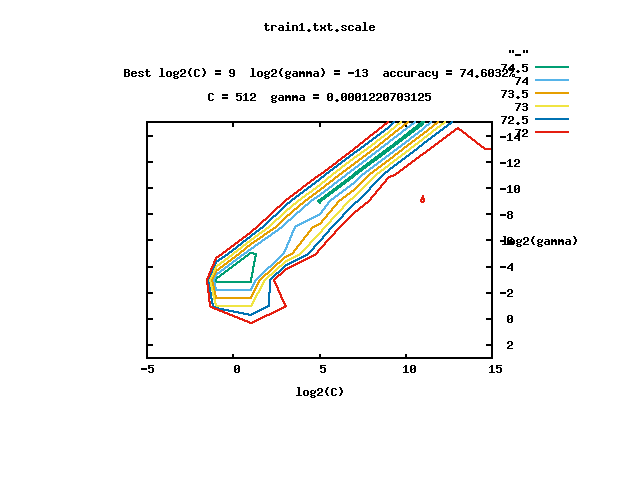 train1.txt.scale
"-"
Best log2(C) = 9  log2(gamma) = -13  accuracy = 74.6032%
74.5
74
73.5
73
72.5
72
C = 512  gamma = 0.0001220703125
-14
-12
-10
-8
-6
log2(gamma)
-4
-2
0
2
-5 0 5 10 15
log2(C)